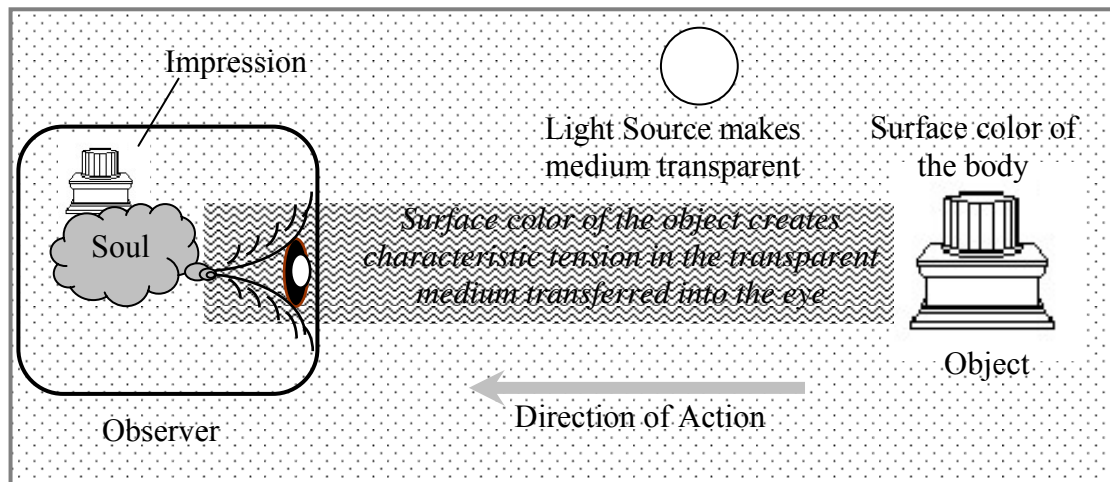 Impression
Light Source makes
medium transparent
Surface color of
the body
Soul
Surface color of the object creates
characteristic tension in the transparent
medium transferred into the eye
Object
Direction of Action
Observer